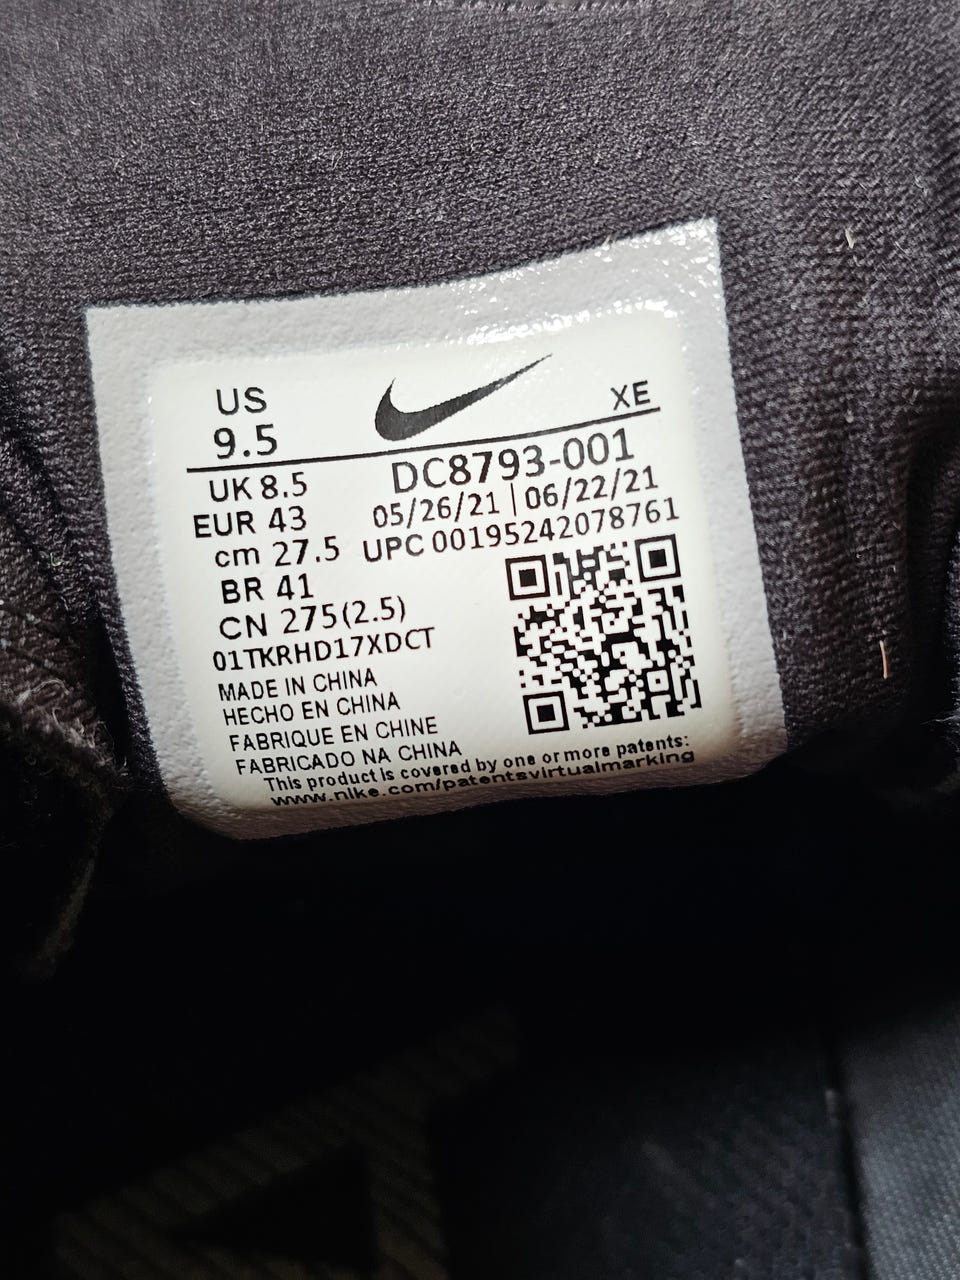 US
9.5
XE
UK 8.5
EUR 43
cm 27.5
BR 41
CN 275(2.5)
DC8793-001
05/26/21 | 06/22/21
UPC 00195242078761
01TKRHD17XDCT
MADE IN CHINA
HECHO EN CHINA
FABRIQUE EN CHINE
FABRICADO NA CHINA
This product is covered by one or more patents:
www.nike.com/patentsvirtualmarking